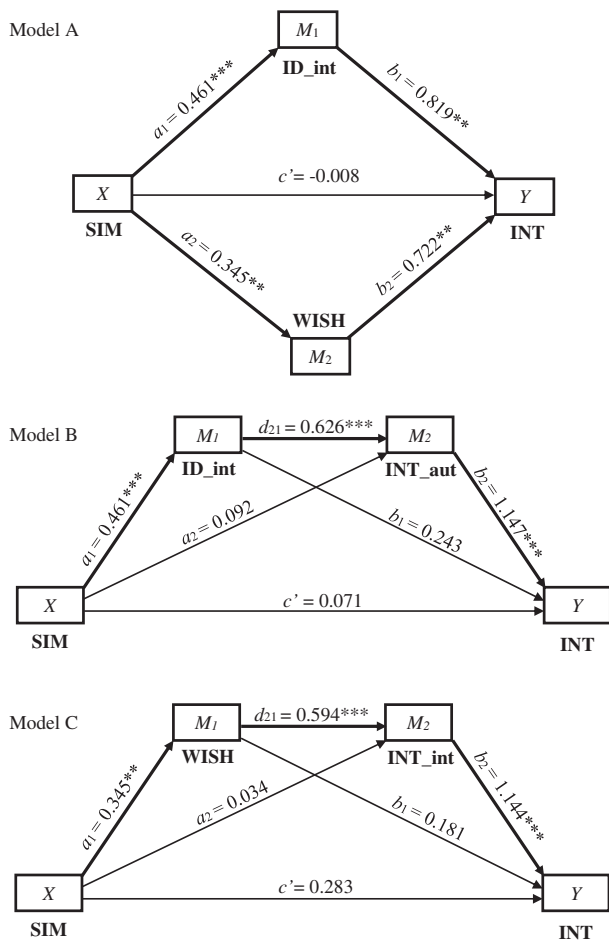 Model A
M₁
ID_int
a₁ = 0.461***
b₁ = 0.819**
X
SIM
c’= -0.008
Y
INT
a₂ = 0.345**
b₂ = 0.722**
WISH
M₂
Model B
M₁
ID_int
d₂₁ = 0.626***
M₂
INT_aut
a₁ = 0.461***
a₂ = 0.092
b₁ = 0.243
b₂ = 1.147***
X
SIM
c’ = 0.071
Y
INT
Model C
M₁
WISH
d₂₁ = 0.594***
M₂
INT_int
a₁ = 0.345**
a₂ = 0.034
b₁ = 0.181
b₂ = 1.144***
X
SIM
c’ = 0.283
Y
INT